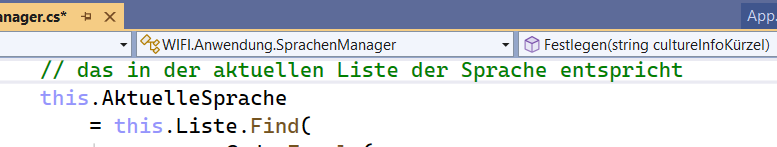 anager.cs*
App.
WIFI.Anwendung.SprachenManager
Festlegen(string cultureInfoKürzel)
// das in der aktuellen Liste der Sprache entspricht
this.AktuelleSprache
= this.Liste.Find(